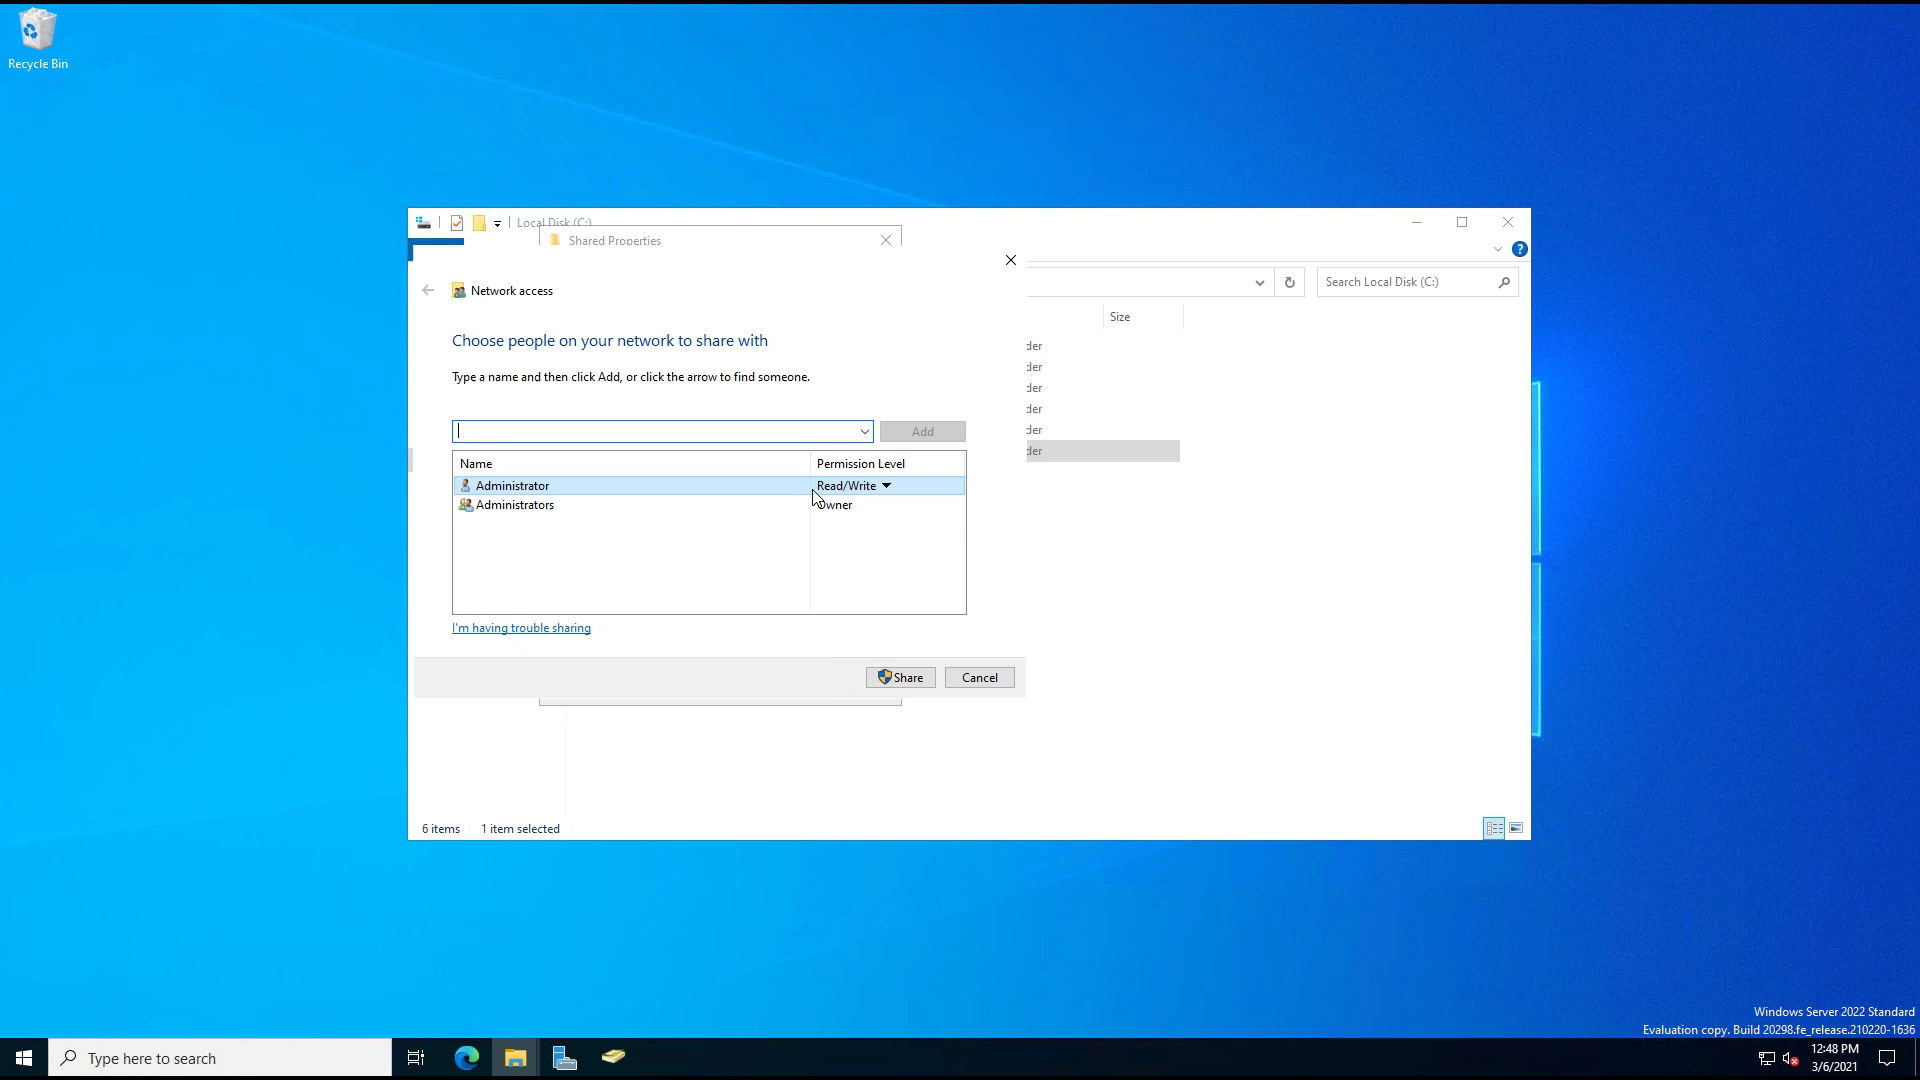 Recycle Bin
Local Disk (C:)
Shared Properties
Network access
Search Local Disk (C:)
Size
Choose people on your network to share with
Type a name and then click Add, or click the arrow to find someone.
Add
Name Permission Level
Administrator Read/Write
Administrators Owner
der
der
der
der
der
der
I'm having trouble sharing
Share Cancel
6 items 1 item selected
Windows Server 2022 Standard
Evaluation copy. Build 20298.fe_release.210220-1636
Type here to search
12:48 PM
3/6/2021